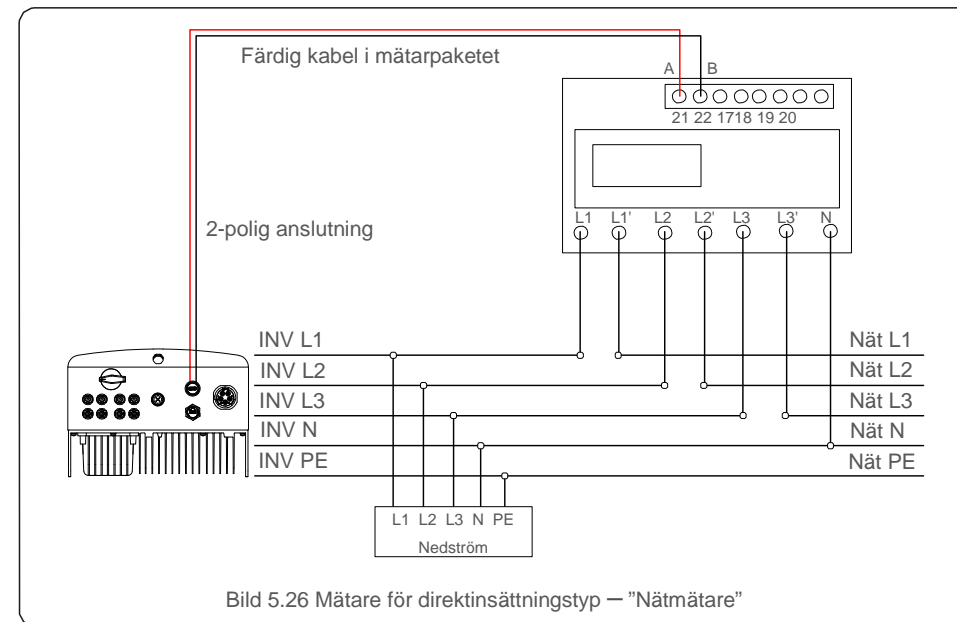 Färdig kabel i mätarpaketet
A B
21 22 1718 19 20
L1 L1' L2 L2' L3 L3' N
2-polig anslutning
INV L1 Nät L1
INV L2 Nät L2
INV L3 Nät L3
INV N Nät N
INV PE Nät PE
L1 L2 L3 N PE
Nedström
Bild 5.26 Mätare för direktinsättningstyp — ”Nätmätare”